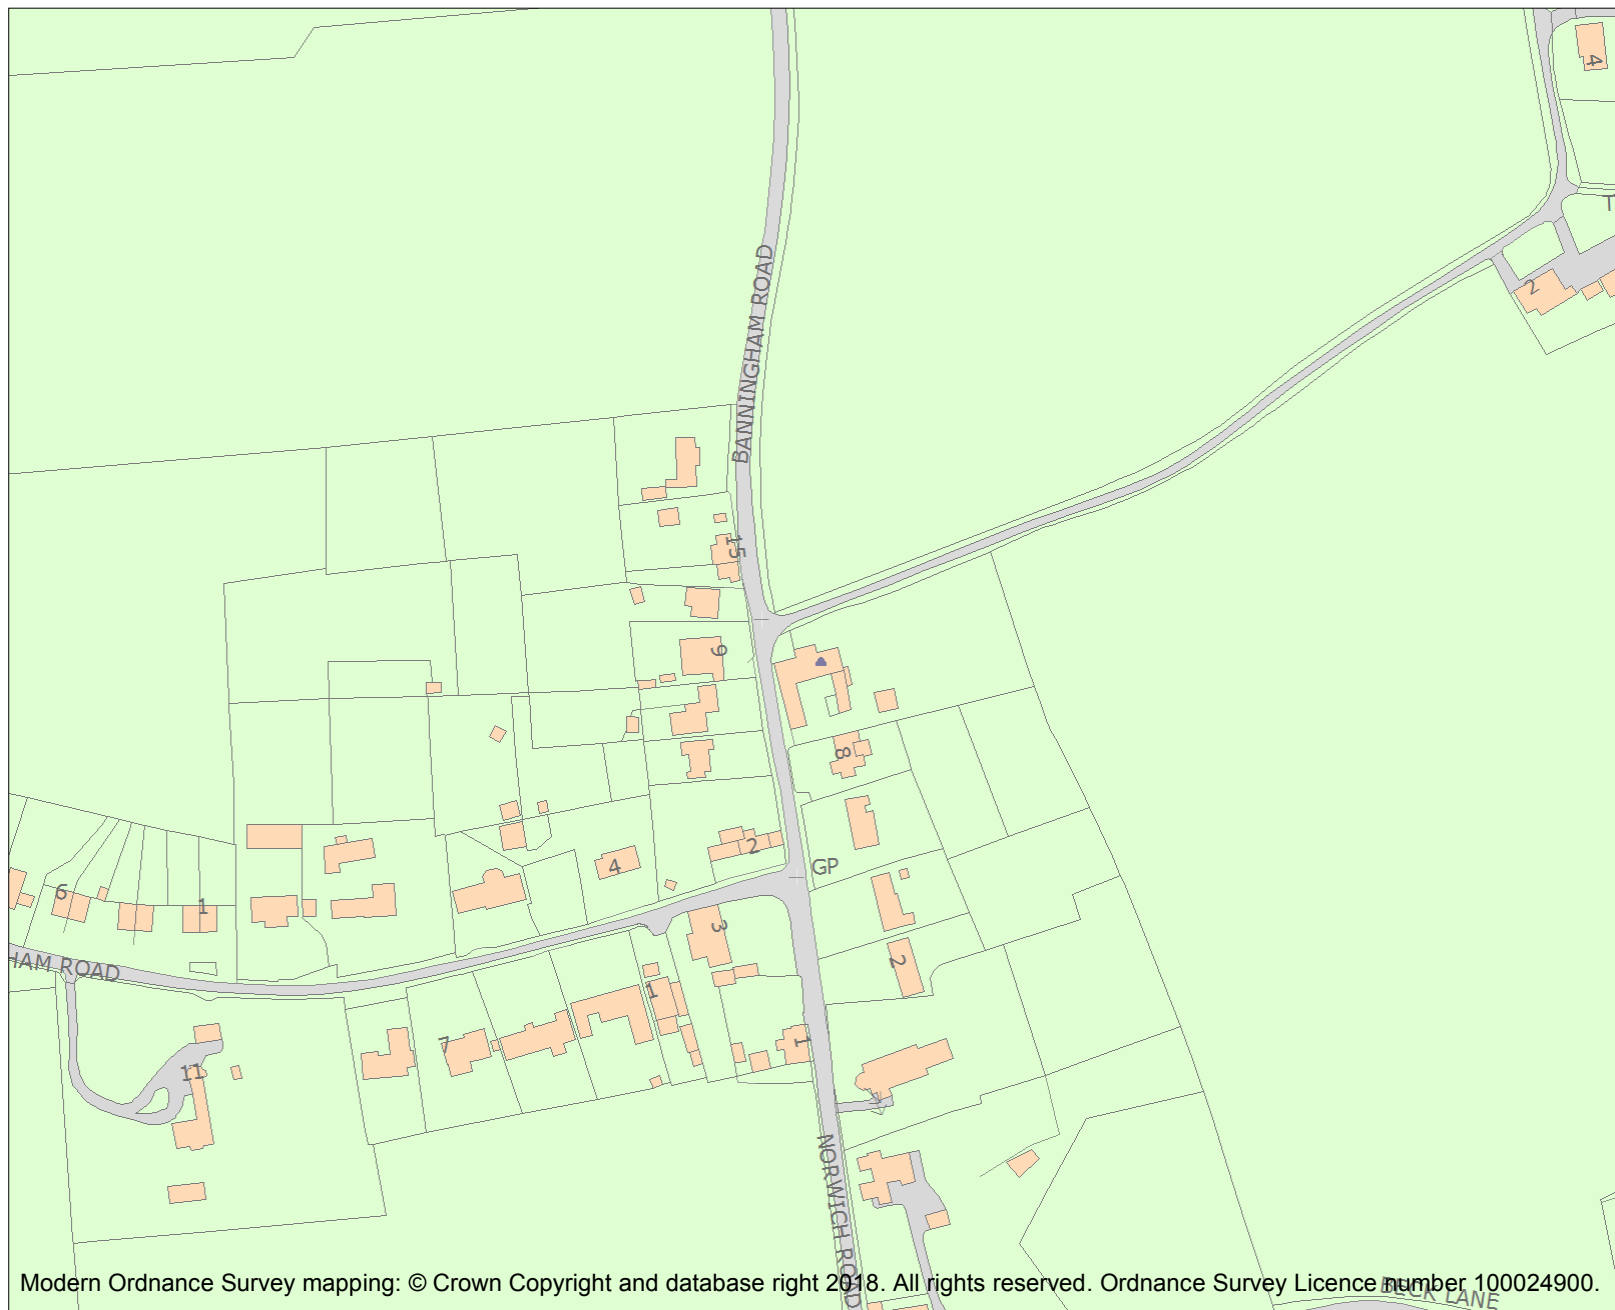 4
T
2
BANNINGHAM ROAD
15
9
8
2
GP
4
6
1
3
HAM ROAD
2
1
7
1
11
NORWICH ROAD
BECK LANE
Modern Ordnance Survey mapping: © Crown Copyright and database right 2018. All rights reserved. Ordnance Survey Licence number 100024900.